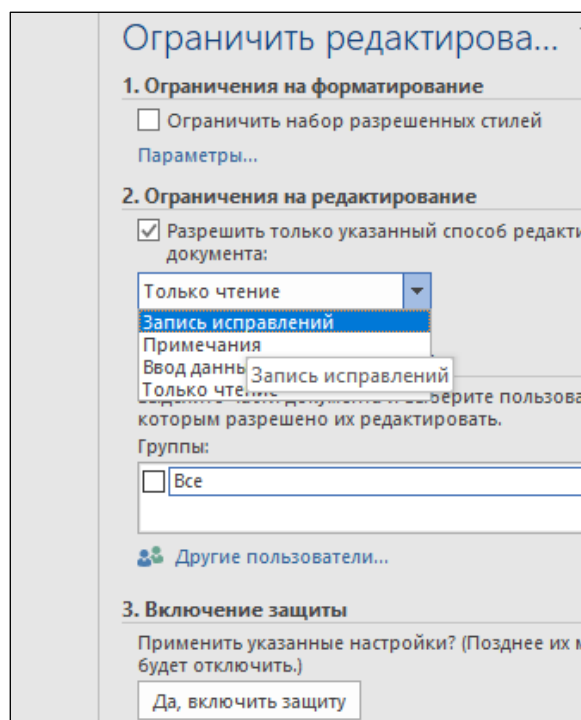 Ограничить редактирова...
1. Ограничения на форматирование
Ограничить набор разрешенных стилей
Параметры...
2. Ограничения на редактирование
Разрешить только указанный способ редакти
документа:
Только чтение
Запись исправлений
Примечания
Ввод данны
Запись исправлений
Только чтение
которым разрешено их редактировать.
Группы:
Все
Другие пользователи...
3. Включение защиты
Применить указанные настройки? (Позднее их м
будет отключить.)
Да, включить защиту